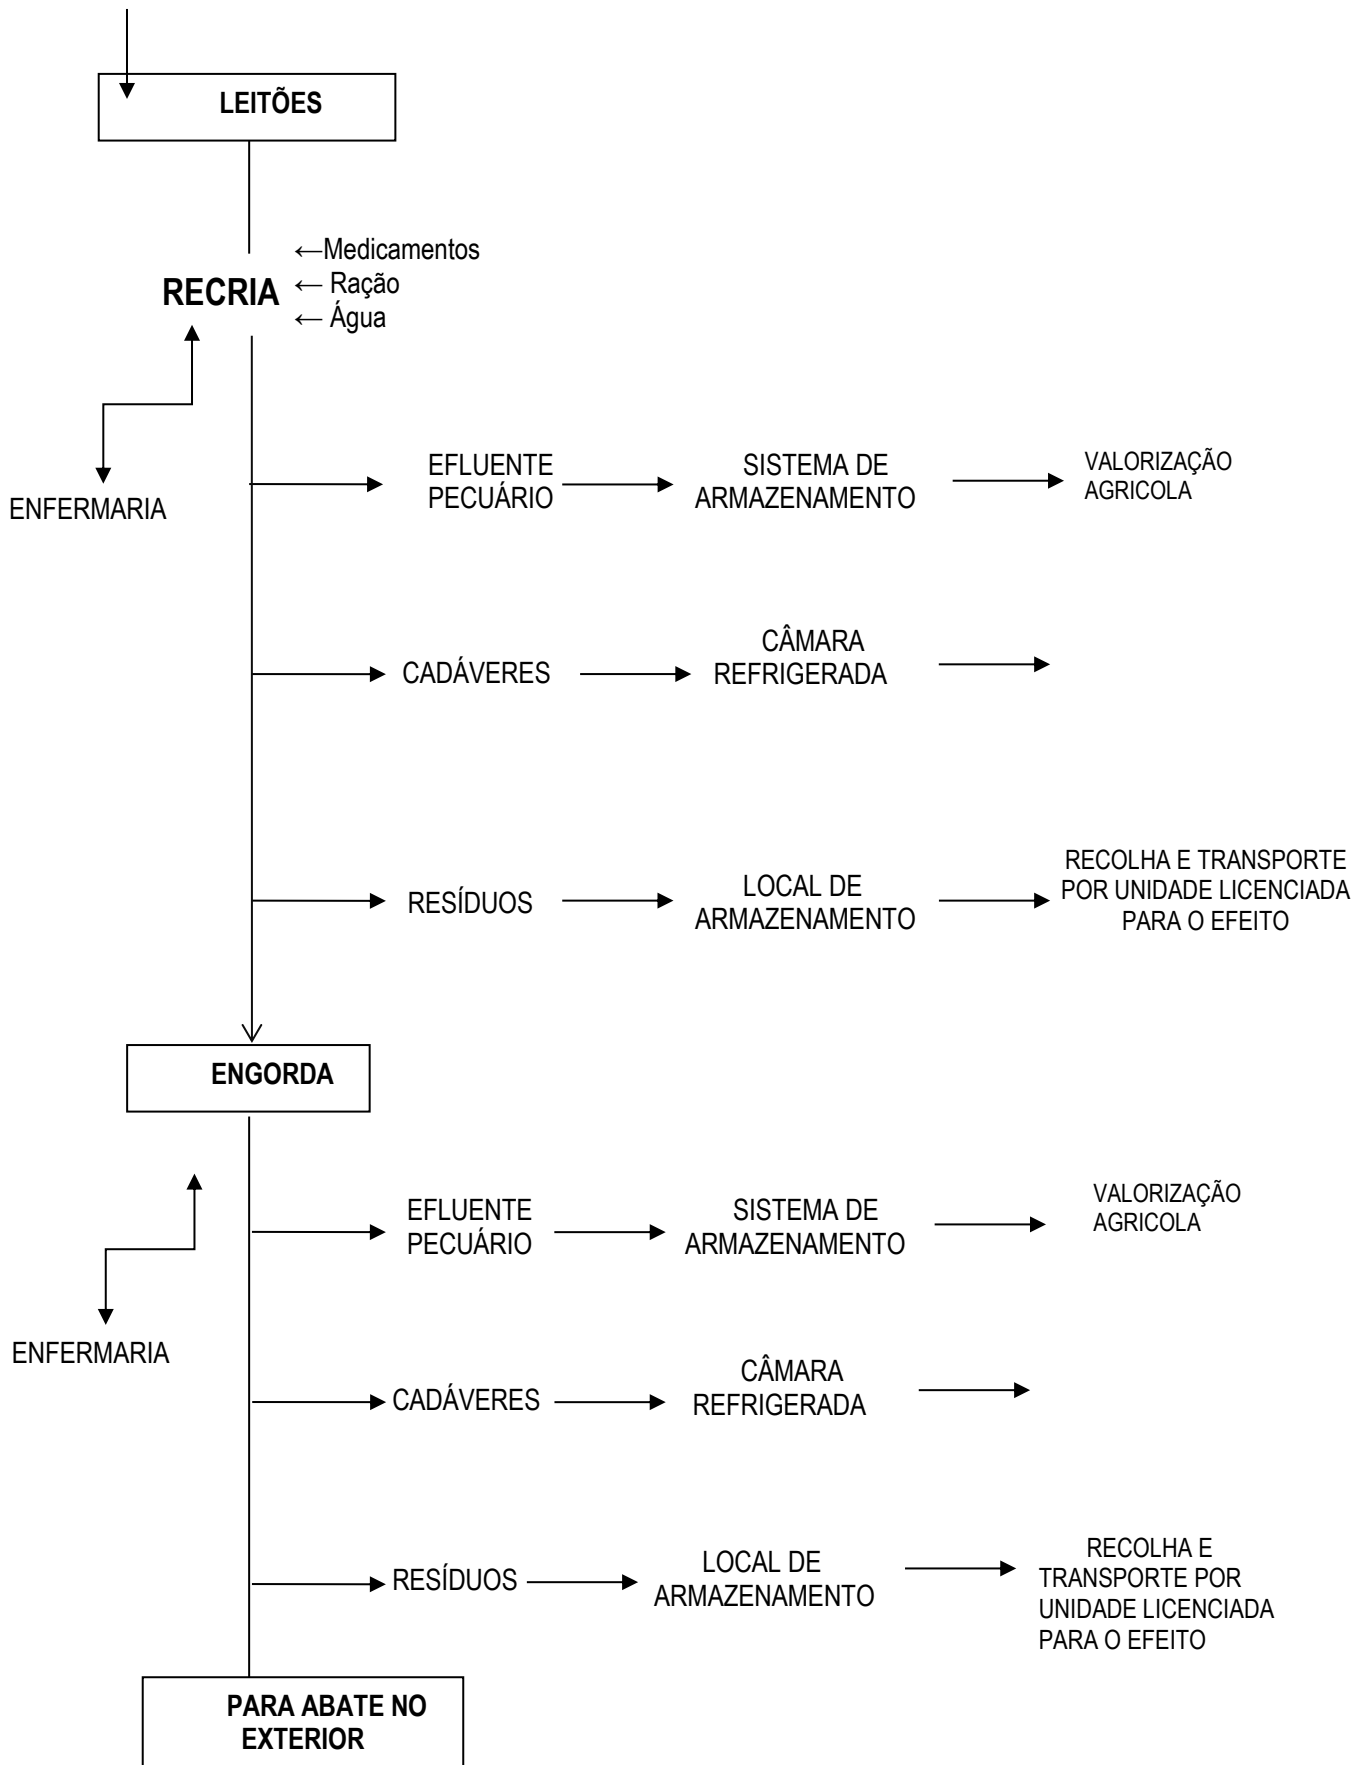 LEITÕES
←Medicamentos
RECRIA
← Ração
← Água
ENFERMARIA
EFLUENTE
PECUÁRIO
SISTEMA DE
ARMAZENAMENTO
VALORIZAÇÃO
AGRICOLA
CADÁVERES
CÂMARA
REFRIGERADA
RESÍDUOS
LOCAL DE
ARMAZENAMENTO
RECOLHA E TRANSPORTE
POR UNIDADE LICENCIADA
PARA O EFEITO
ENGORDA
ENFERMARIA
EFLUENTE
PECUÁRIO
SISTEMA DE
ARMAZENAMENTO
VALORIZAÇÃO
AGRICOLA
CADÁVERES
CÂMARA
REFRIGERADA
RESÍDUOS
LOCAL DE
ARMAZENAMENTO
RECOLHA E
TRANSPORTE POR
UNIDADE LICENCIADA
PARA O EFEITO
PARA ABATE NO
EXTERIOR